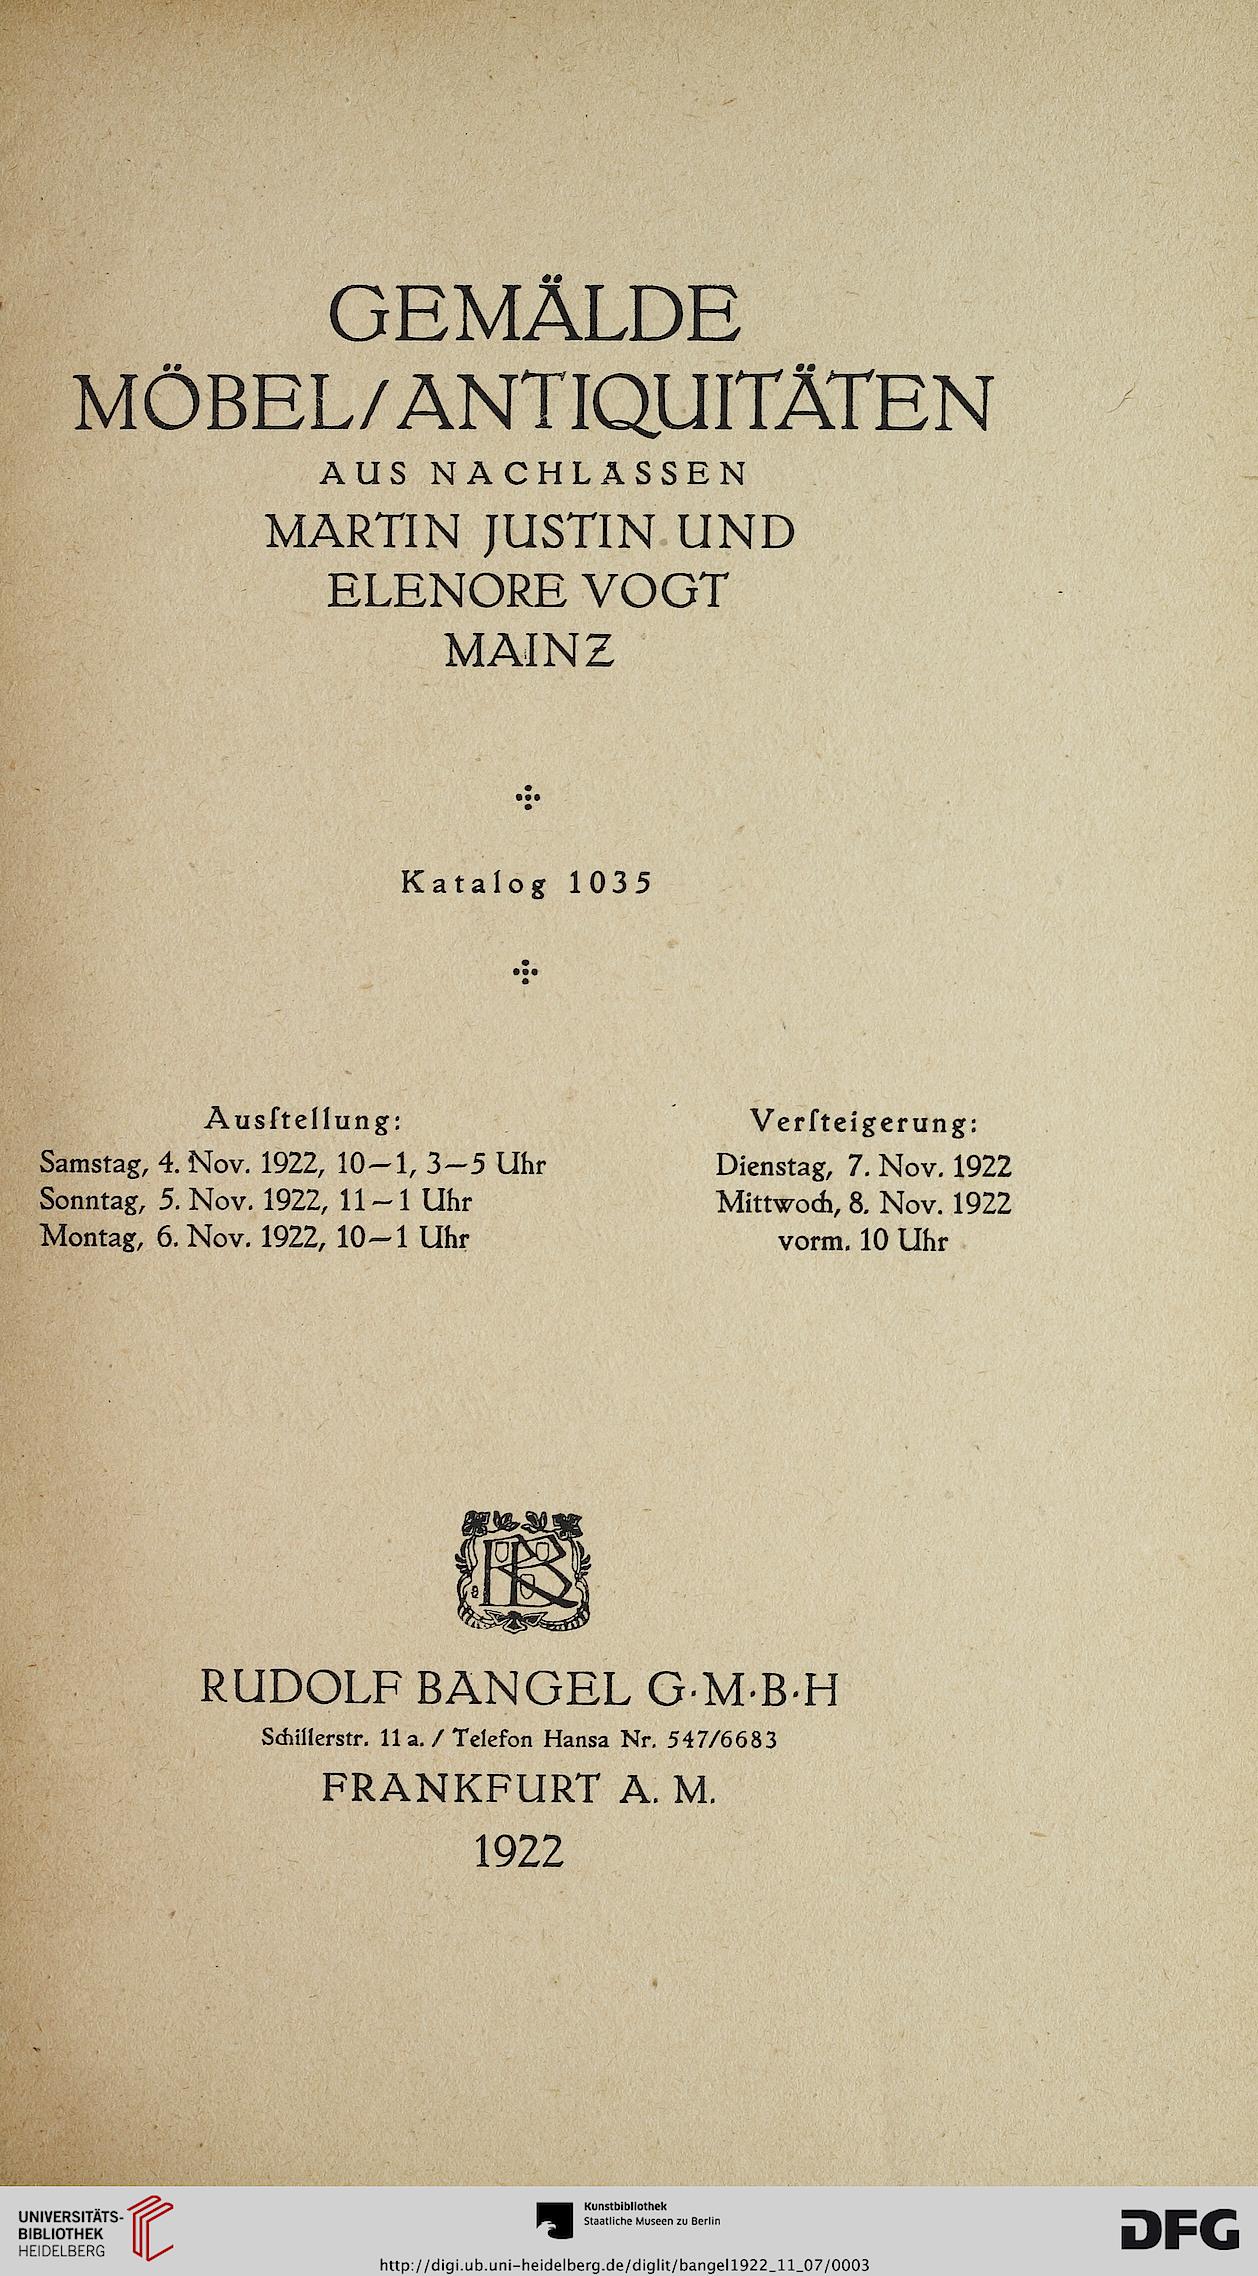 GEMÄLDE
MÖBEL/ANTIQUITÄTEN
AUS NACHLASSEN
MARTIN JUSTIN UND
ELENORE VOGT
MAINZ
Katalog 1035
Ausſtellung:
Samstag, 4. Nov. 1922, 10—1, 3—5 Uhr
Sonntag, 5. Nov. 1922, 11—1 Uhr
Montag, 6. Nov. 1922, 10—1 Uhr
Verſteigerung:
Dienstag, 7. Nov. 1922
Mittwoch, 8. Nov. 1922
vorm. 10 Uhr
RB
RUDOLF BANGEL G·M·B·H
Schillerstr. 11a. / Telefon Hansa Nr. 547/6683
FRANKFURT A. M.
1922
UNIVERSITÄTS-
BIBLIOTHEK
HEIDELBERG
Kunstbibliothek
Staatliche Museen zu Berlin
DFG
http://digi.ub.uni-heidelberg.de/diglit/bangel1922_11_07/0003